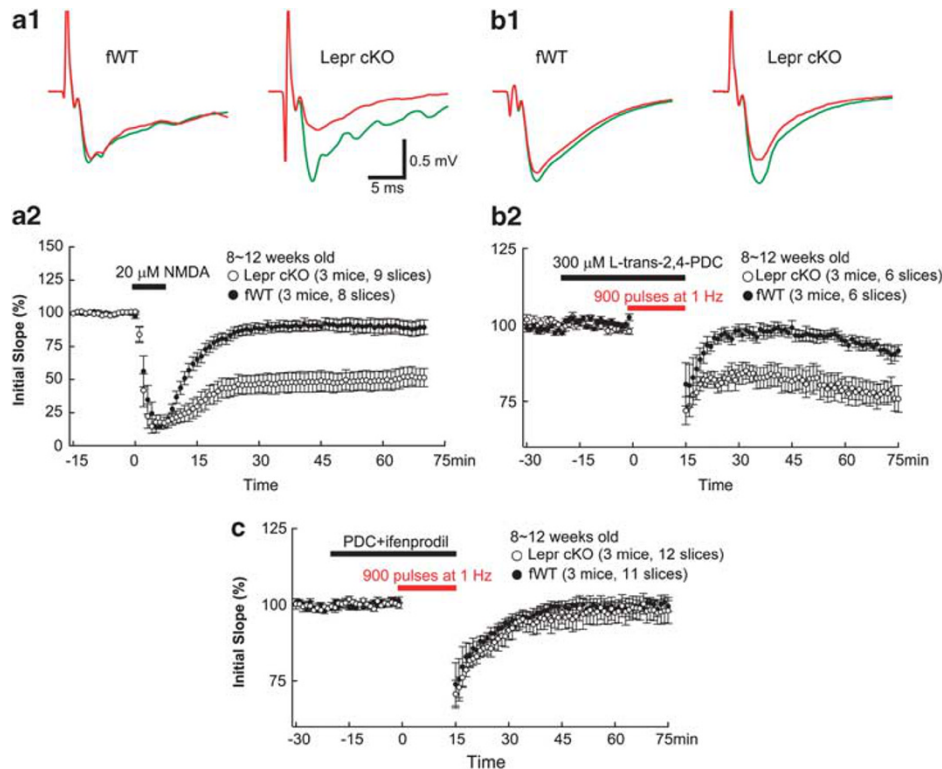 a1
fWT
Lepr cKO
0.5 mV
5 ms
b1
fWT
Lepr cKO
a2
Initial Slope (%)
150
125
100
75
50
25
0
20 μM NMDA
8~12 weeks old
Lepr cKO (3 mice, 9 slices)
fWT (3 mice, 8 slices)
-15 0 15 30 45 60 75min
Time
b2
Initial Slope (%)
125
100
75
300 μM L-trans-2,4-PDC
900 pulses at 1 Hz
8~12 weeks old
Lepr cKO (3 mice, 6 slices)
fWT (3 mice, 6 slices)
-30 -15 0 15 30 45 60 75min
Time
c
Initial Slope (%)
125
100
75
PDC+ifenprodil
900 pulses at 1 Hz
8~12 weeks old
Lepr cKO (3 mice, 12 slices)
fWT (3 mice, 11 slices)
-30 -15 0 15 30 45 60 75min
Time